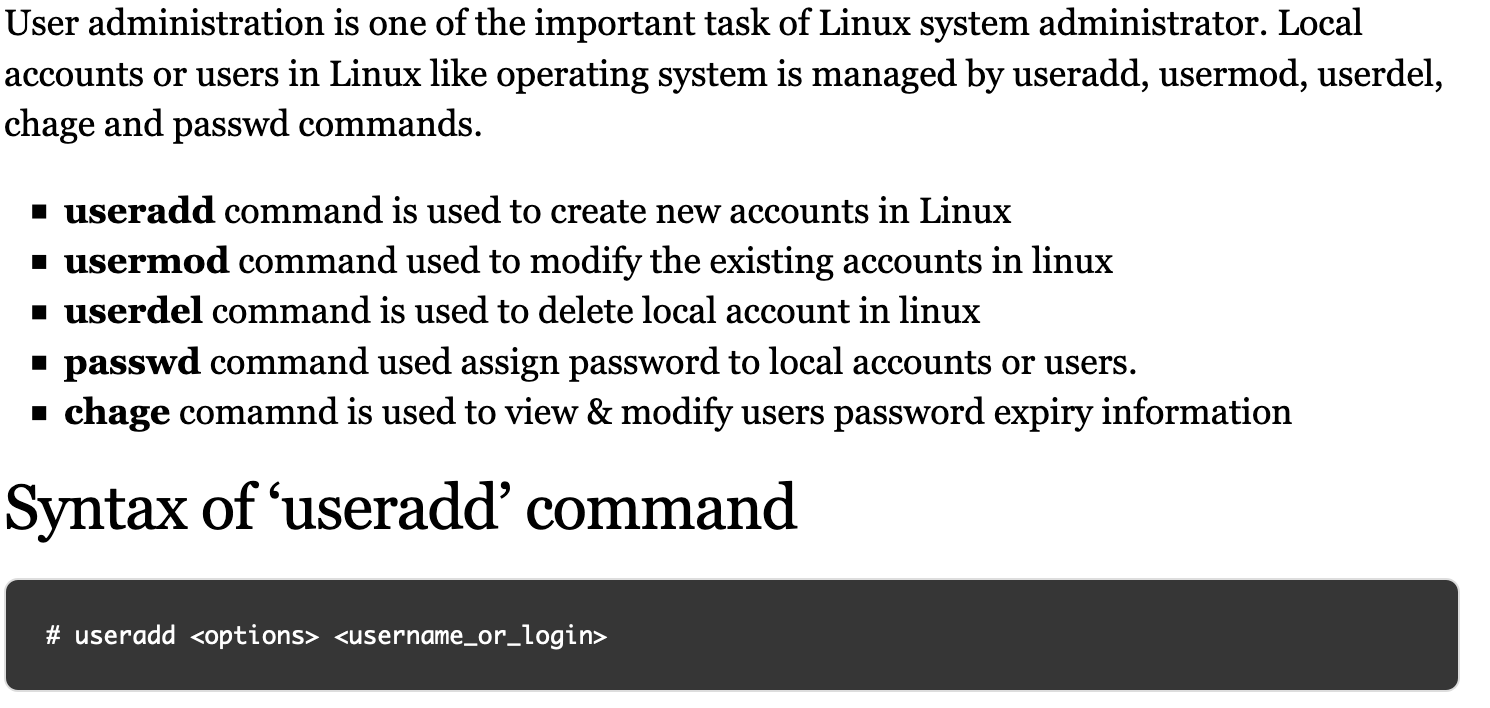 User administration is one of the important task of Linux system administrator. Local
accounts or users in Linux like operating system is managed by useradd, usermod, userdel,
chage and passwd commands.
▪ useradd command is used to create new accounts in Linux
▪ usermod command used to modify the existing accounts in linux
▪ userdel command is used to delete local account in linux
▪ passwd command used assign password to local accounts or users.
▪ chage comamnd is used to view & modify users password expiry information
Syntax of ‘useradd’ command
# useradd <options> <username_or_login>